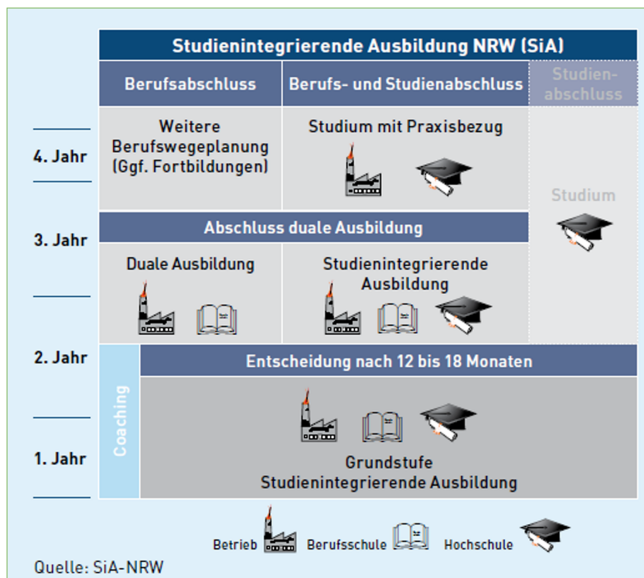 Studienintegrierende Ausbildung NRW (SiA)
Berufsabschluss
Berufs- und Studienabschluss
Studien-
abschluss
4. Jahr
Weitere
Berufswegeplanung
(Ggf. Fortbildungen)
Studium mit Praxisbezug
Studium
3. Jahr
Abschluss duale Ausbildung
Duale Ausbildung
Studienintegrierende
Ausbildung
2. Jahr
Entscheidung nach 12 bis 18 Monaten
Coaching
1. Jahr
Grundstufe
Studienintegrierende Ausbildung
Betrieb
Berufsschule
Hochschule
Quelle: SiA-NRW